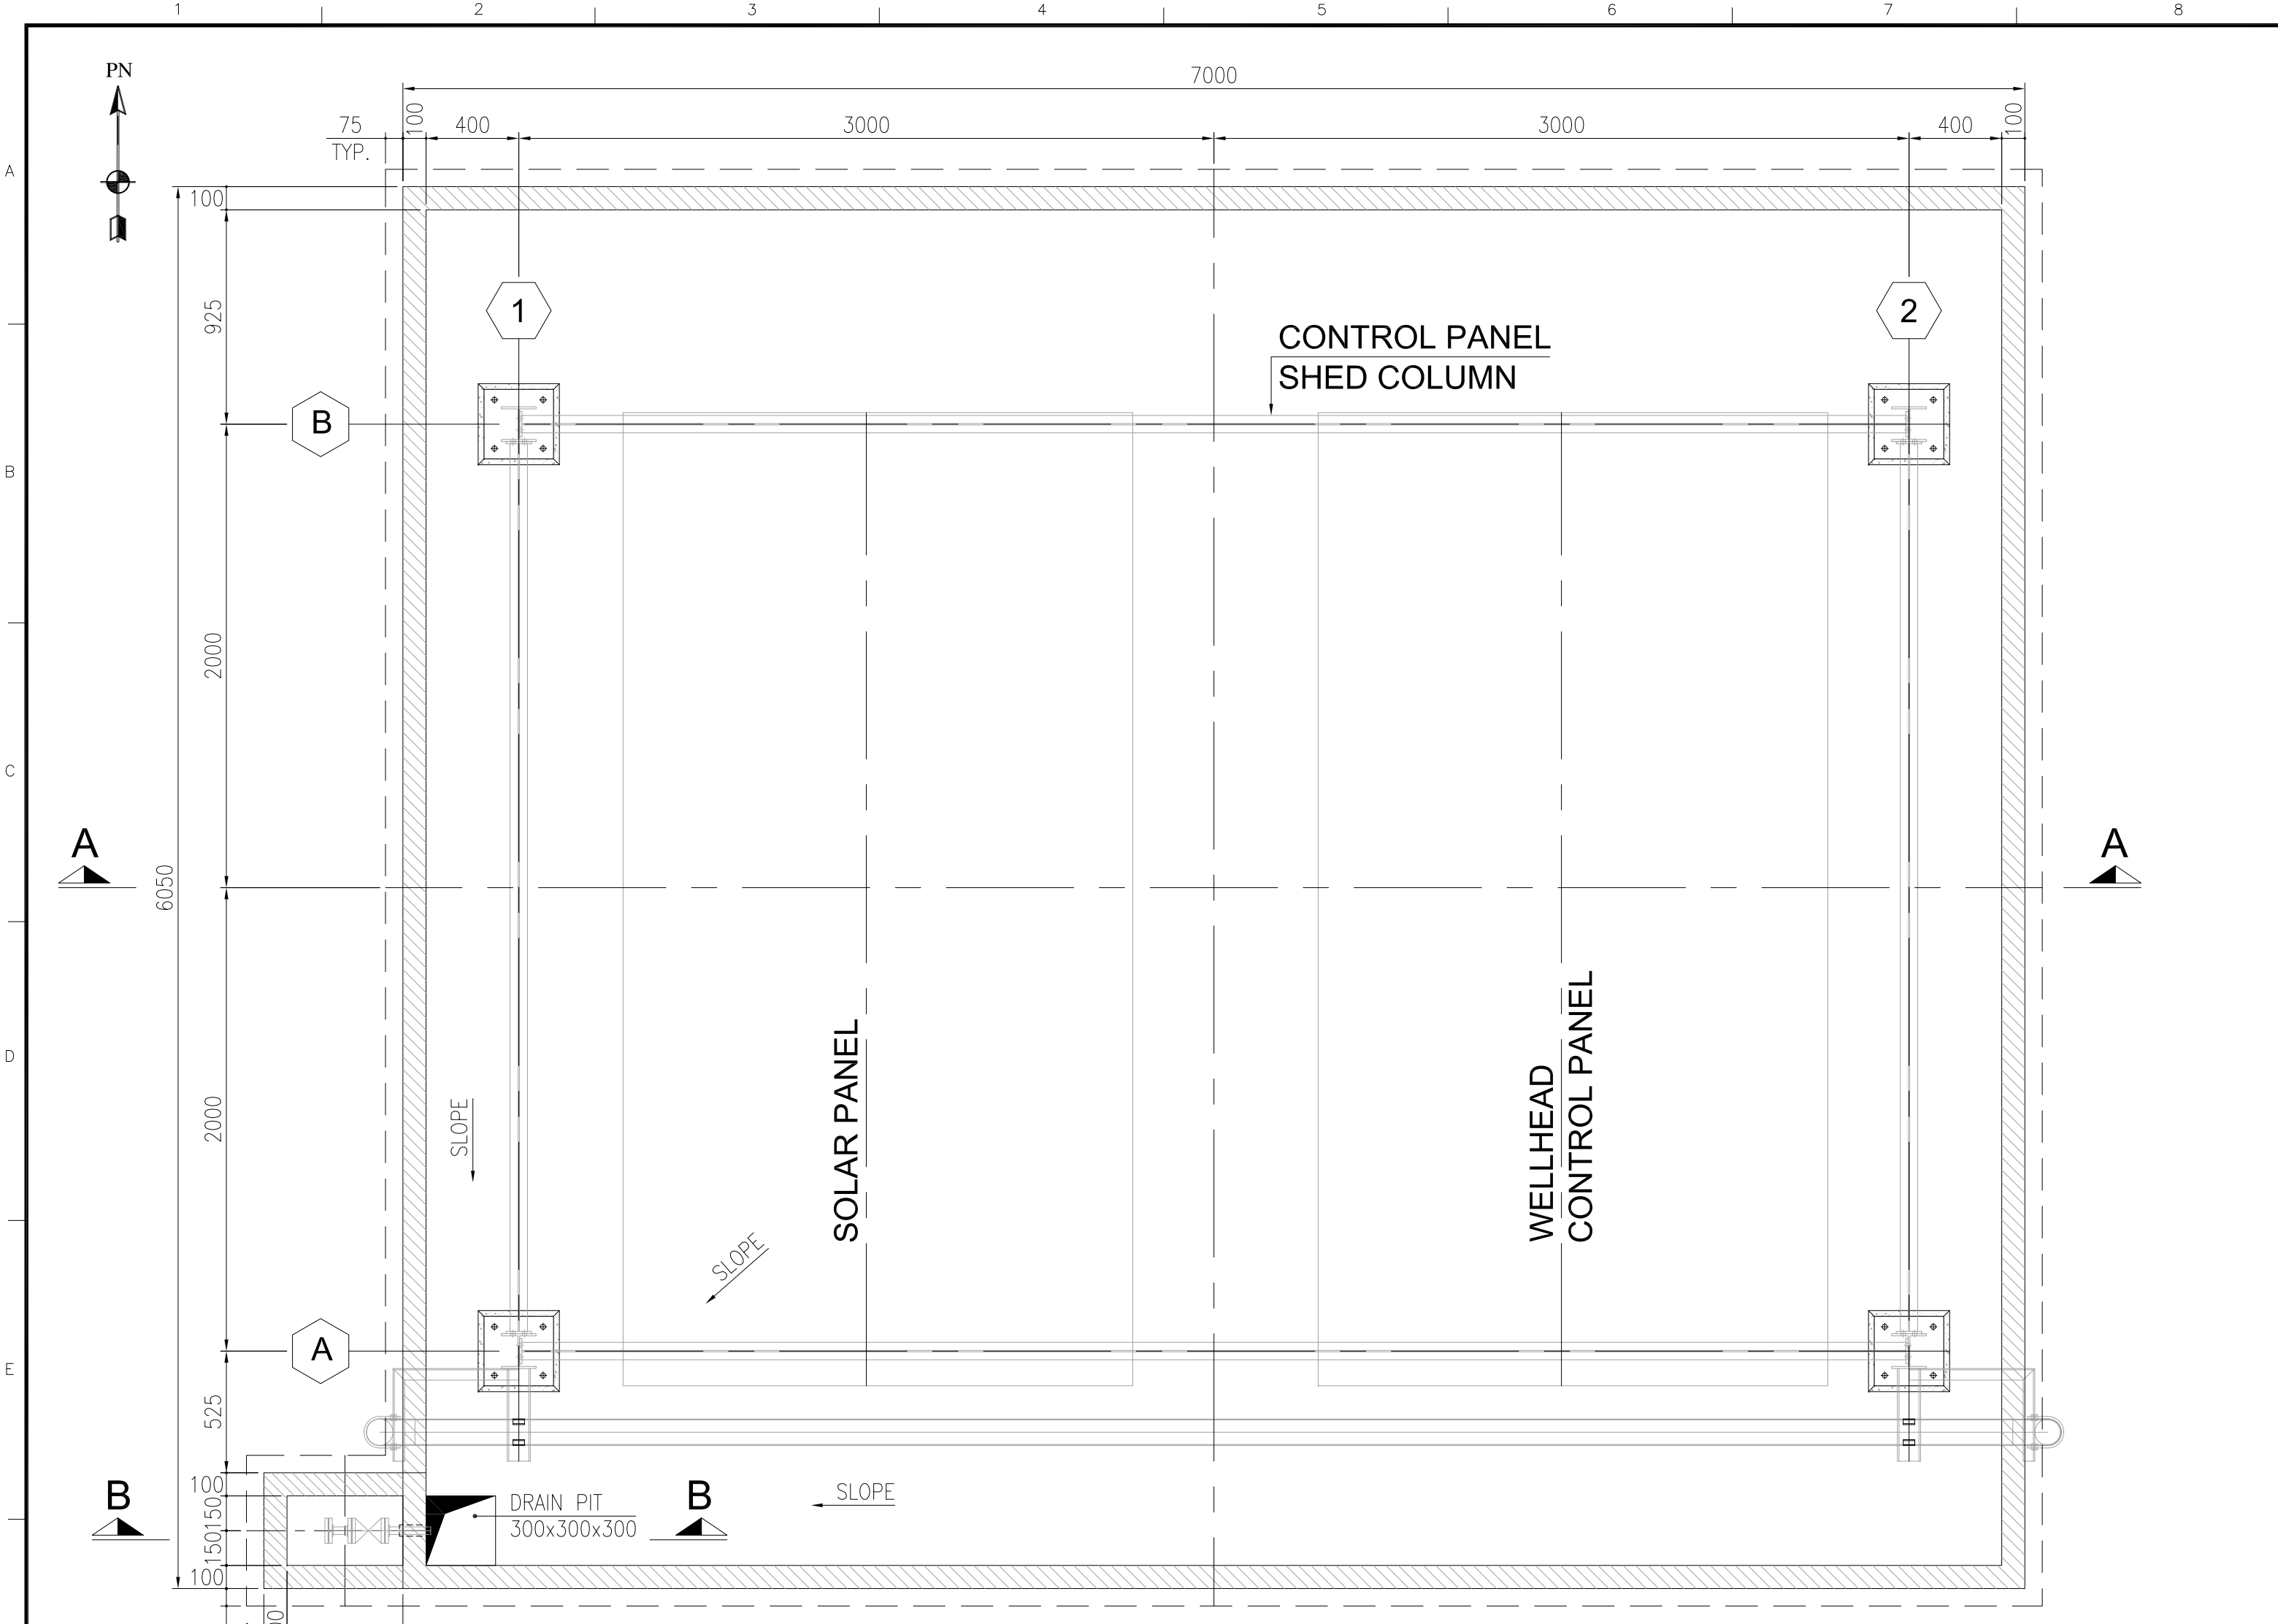 1 2 3 4 5 6 7 8
PN
7000
75
TYP.
100
400
3000
3000
400
100
A
100
925
1
2
CONTROL PANEL
SHED COLUMN
B
B
2000
C
A
A
6050
D
2000
SLOPE
SLOPE
SOLAR PANEL
WELLHEAD
CONTROL PANEL
A
E
525
100
B
B
SLOPE
DRAIN PIT
300x300x300
150
150
100